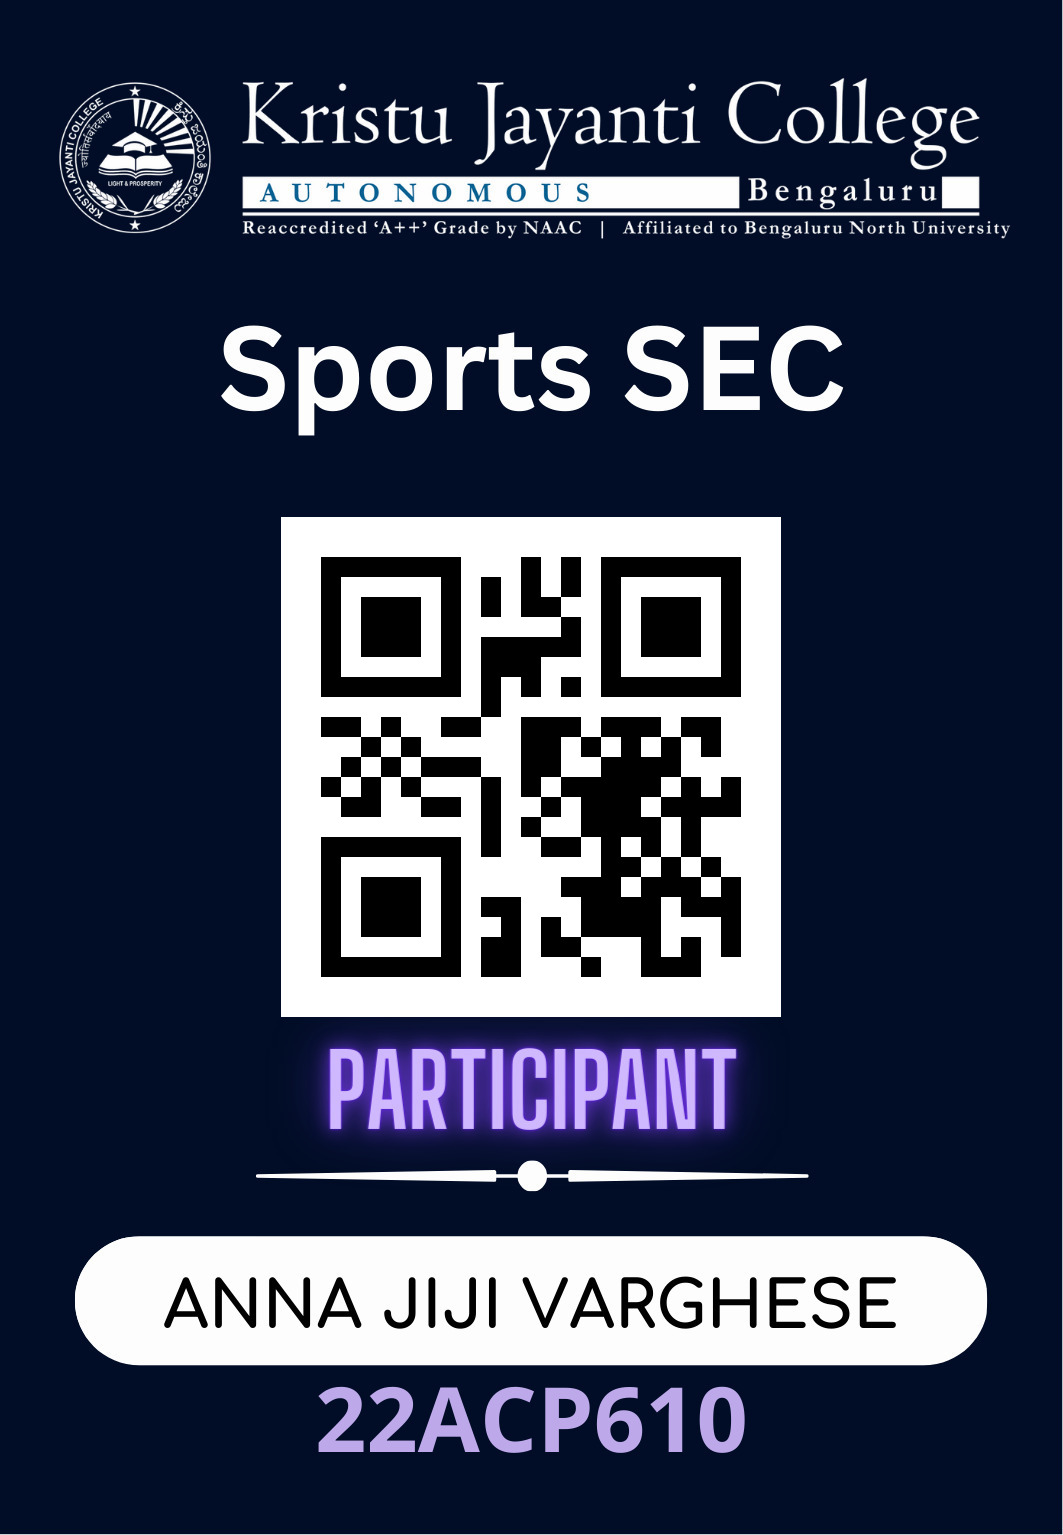 KRISTU JAYANTI COLLEGE
ಕ್ರಿಸ್ತು ಜಯಂತಿ ಕಾಲೇಜು
LIGHT & PROSPERITY
Kristu Jayanti College
AUTONOMOUS Bengaluru
Reaccredited ‘A++’ Grade by NAAC | Affiliated to Bengaluru North University
Sports SEC
PARTICIPANT
ANNA JIJI VARGHESE
22ACP610